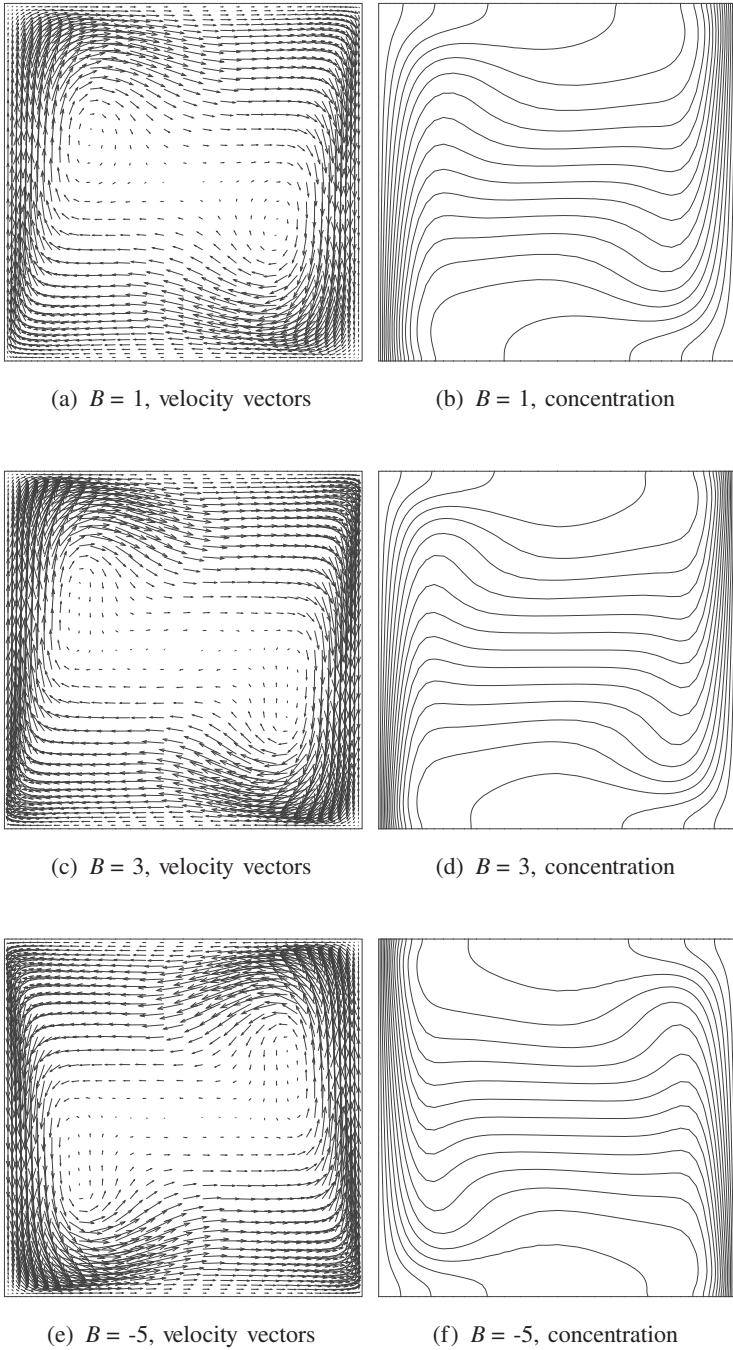 (a) B = 1, velocity vectors
(b) B = 1, concentration
(c) B = 3, velocity vectors
(d) B = 3, concentration
(e) B = -5, velocity vectors
(f) B = -5, concentration